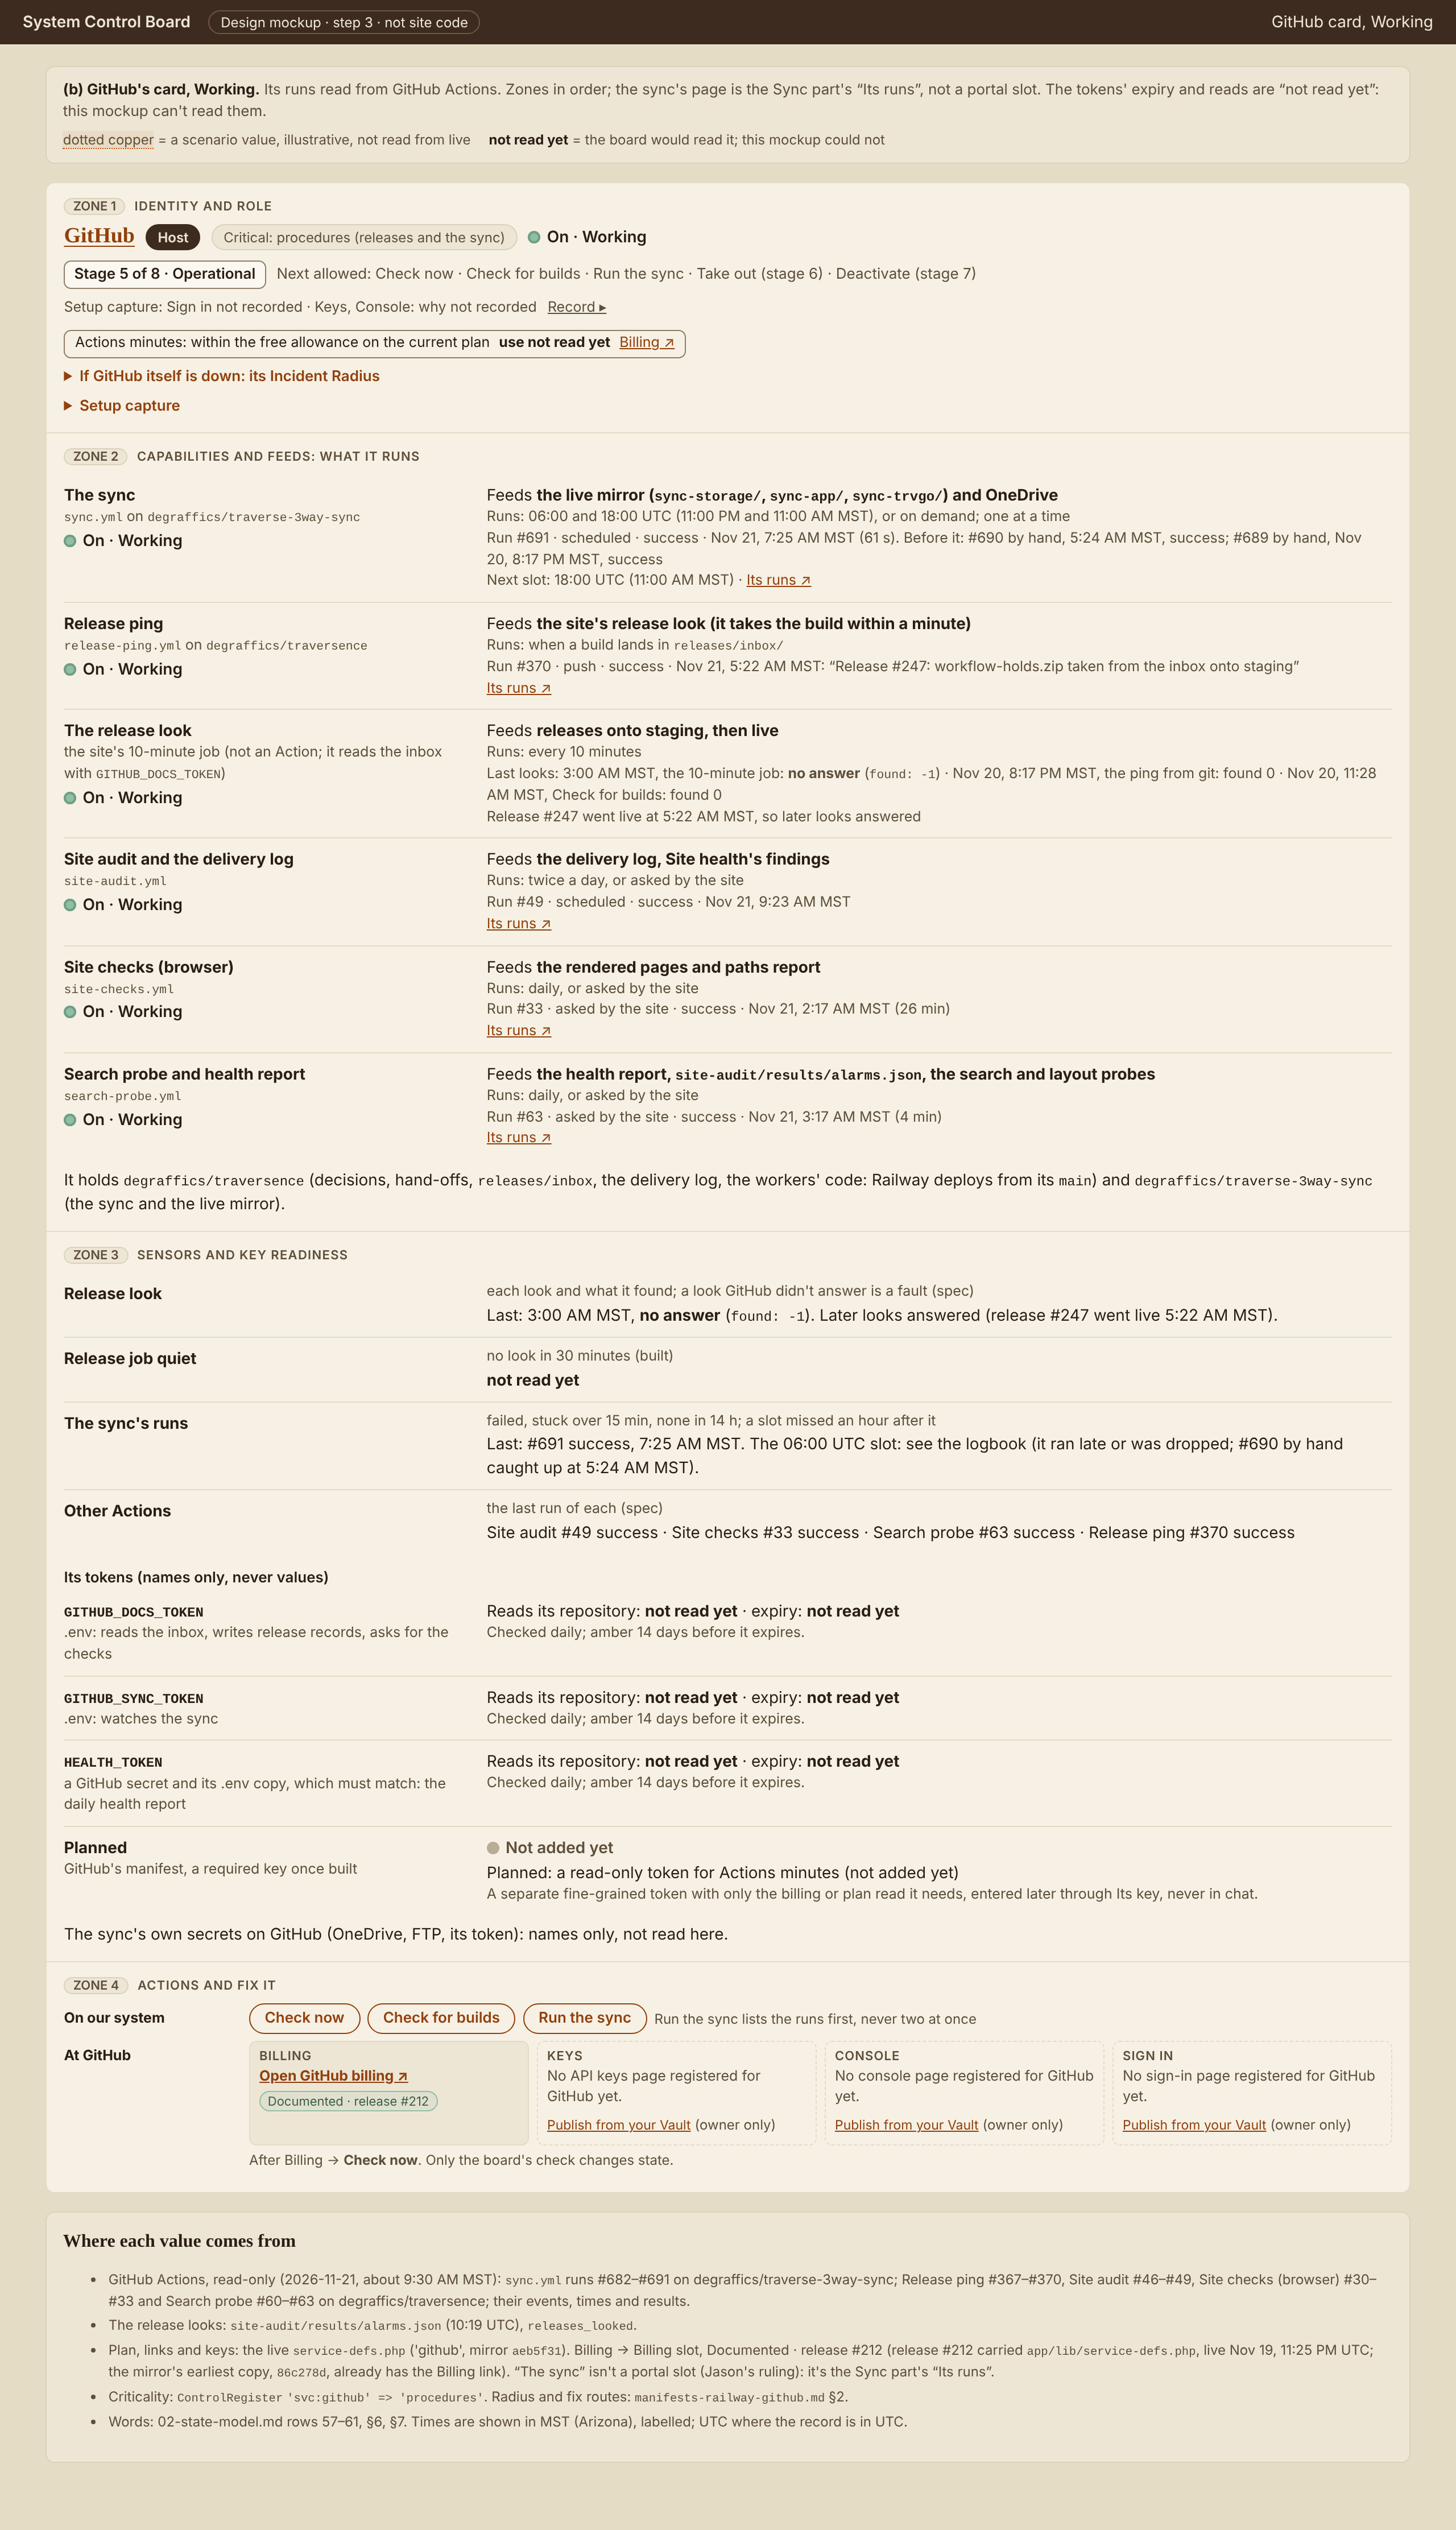 System Control Board
Design mockup · step 3 · not site code
GitHub card, Working
(b) GitHub's card, Working. Its runs read from GitHub Actions. Zones in order; the sync's page is the Sync part's “Its runs”, not a portal slot. The tokens' expiry and reads are “not read yet”:
this mockup can't read them.
dotted copper = a scenario value, illustrative, not read from live not read yet = the board would read it; this mockup could not
ZONE 1 IDENTITY AND ROLE
GitHub Host Critical: procedures (releases and the sync) On · Working
Stage 5 of 8 · Operational Next allowed: Check now · Check for builds · Run the sync · Take out (stage 6) · Deactivate (stage 7)
Setup capture: Sign in not recorded · Keys, Console: why not recorded Record ▸
Actions minutes: within the free allowance on the current plan use not read yet Billing ↗
▶ If GitHub itself is down: its Incident Radius
▶ Setup capture
ZONE 2 CAPABILITIES AND FEEDS: WHAT IT RUNS
The sync
sync.yml on degraffics/traverse-3way-sync
On · Working
Feeds the live mirror (sync-storage/, sync-app/, sync-trvgo/) and OneDrive
Runs: 06:00 and 18:00 UTC (11:00 PM and 11:00 AM MST), or on demand; one at a time
Run #691 · scheduled · success · Nov 21, 7:25 AM MST (61 s). Before it: #690 by hand, 5:24 AM MST, success; #689 by hand, Nov
20, 8:17 PM MST, success
Next slot: 18:00 UTC (11:00 AM MST) · Its runs ↗
Release ping
release-ping.yml on degraffics/traversence
On · Working
Feeds the site's release look (it takes the build within a minute)
Runs: when a build lands in releases/inbox/
Run #370 · push · success · Nov 21, 5:22 AM MST: “Release #247: workflow-holds.zip taken from the inbox onto staging”
Its runs ↗
The release look
the site's 10-minute job (not an Action; it reads the inbox
with GITHUB_DOCS_TOKEN)
On · Working
Feeds releases onto staging, then live
Runs: every 10 minutes
Last looks: 3:00 AM MST, the 10-minute job: no answer (found: -1) · Nov 20, 8:17 PM MST, the ping from git: found 0 · Nov 20, 11:28
AM MST, Check for builds: found 0
Release #247 went live at 5:22 AM MST, so later looks answered
Site audit and the delivery log
site-audit.yml
On · Working
Feeds the delivery log, Site health's findings
Runs: twice a day, or asked by the site
Run #49 · scheduled · success · Nov 21, 9:23 AM MST
Its runs ↗
Site checks (browser)
site-checks.yml
On · Working
Feeds the rendered pages and paths report
Runs: daily, or asked by the site
Run #33 · asked by the site · success · Nov 21, 2:17 AM MST (26 min)
Its runs ↗
Search probe and health report
search-probe.yml
On · Working
Feeds the health report, site-audit/results/alarms.json, the search and layout probes
Runs: daily, or asked by the site
Run #63 · asked by the site · success · Nov 21, 3:17 AM MST (4 min)
Its runs ↗
It holds degraffics/traversence (decisions, hand-offs, releases/inbox, the delivery log, the workers' code: Railway deploys from its main) and degraffics/traverse-3way-sync
(the sync and the live mirror).
ZONE 3 SENSORS AND KEY READINESS
Release look
each look and what it found; a look GitHub didn't answer is a fault (spec)
Last: 3:00 AM MST, no answer (found: -1). Later looks answered (release #247 went live 5:22 AM MST).
Release job quiet
no look in 30 minutes (built)
not read yet
The sync's runs
failed, stuck over 15 min, none in 14 h; a slot missed an hour after it
Last: #691 success, 7:25 AM MST. The 06:00 UTC slot: see the logbook (it ran late or was dropped; #690 by hand
caught up at 5:24 AM MST).
Other Actions
the last run of each (spec)
Site audit #49 success · Site checks #33 success · Search probe #63 success · Release ping #370 success
Its tokens (names only, never values)
GITHUB_DOCS_TOKEN
.env: reads the inbox, writes release records, asks for the
checks
Reads its repository: not read yet · expiry: not read yet
Checked daily; amber 14 days before it expires.
GITHUB_SYNC_TOKEN
.env: watches the sync
Reads its repository: not read yet · expiry: not read yet
Checked daily; amber 14 days before it expires.
HEALTH_TOKEN
a GitHub secret and its .env copy, which must match: the
daily health report
Reads its repository: not read yet · expiry: not read yet
Checked daily; amber 14 days before it expires.
Planned
GitHub's manifest, a required key once built
Not added yet
Planned: a read-only token for Actions minutes (not added yet)
A separate fine-grained token with only the billing or plan read it needs, entered later through Its key, never in chat.
The sync's own secrets on GitHub (OneDrive, FTP, its token): names only, not read here.
ZONE 4 ACTIONS AND FIX IT
On our system
Check now Check for builds Run the sync Run the sync lists the runs first, never two at once
At GitHub
BILLING
Open GitHub billing ↗
Documented · release #212
KEYS
No API keys page registered for
GitHub yet.
Publish from your Vault (owner only)
CONSOLE
No console page registered for GitHub
yet.
Publish from your Vault (owner only)
SIGN IN
No sign-in page registered for GitHub
yet.
Publish from your Vault (owner only)
After Billing → Check now. Only the board's check changes state.
Where each value comes from
• GitHub Actions, read-only (2026-11-21, about 9:30 AM MST): sync.yml runs #682–#691 on degraffics/traverse-3way-sync; Release ping #367–#370, Site audit #46–#49, Site checks (browser) #30–
#33 and Search probe #60–#63 on degraffics/traversence; their events, times and results.
• The release looks: site-audit/results/alarms.json (10:19 UTC), releases_looked.
• Plan, links and keys: the live service-defs.php ('github', mirror aeb5f31). Billing → Billing slot, Documented · release #212 (release #212 carried app/lib/service-defs.php, live Nov 19, 11:25 PM UTC;
the mirror's earliest copy, 86c278d, already has the Billing link). “The sync” isn't a portal slot (Jason's ruling): it's the Sync part's “Its runs”.
• Criticality: ControlRegister 'svc:github' => 'procedures'. Radius and fix routes: manifests-railway-github.md §2.
• Words: 02-state-model.md rows 57–61, §6, §7. Times are shown in MST (Arizona), labelled; UTC where the record is in UTC.